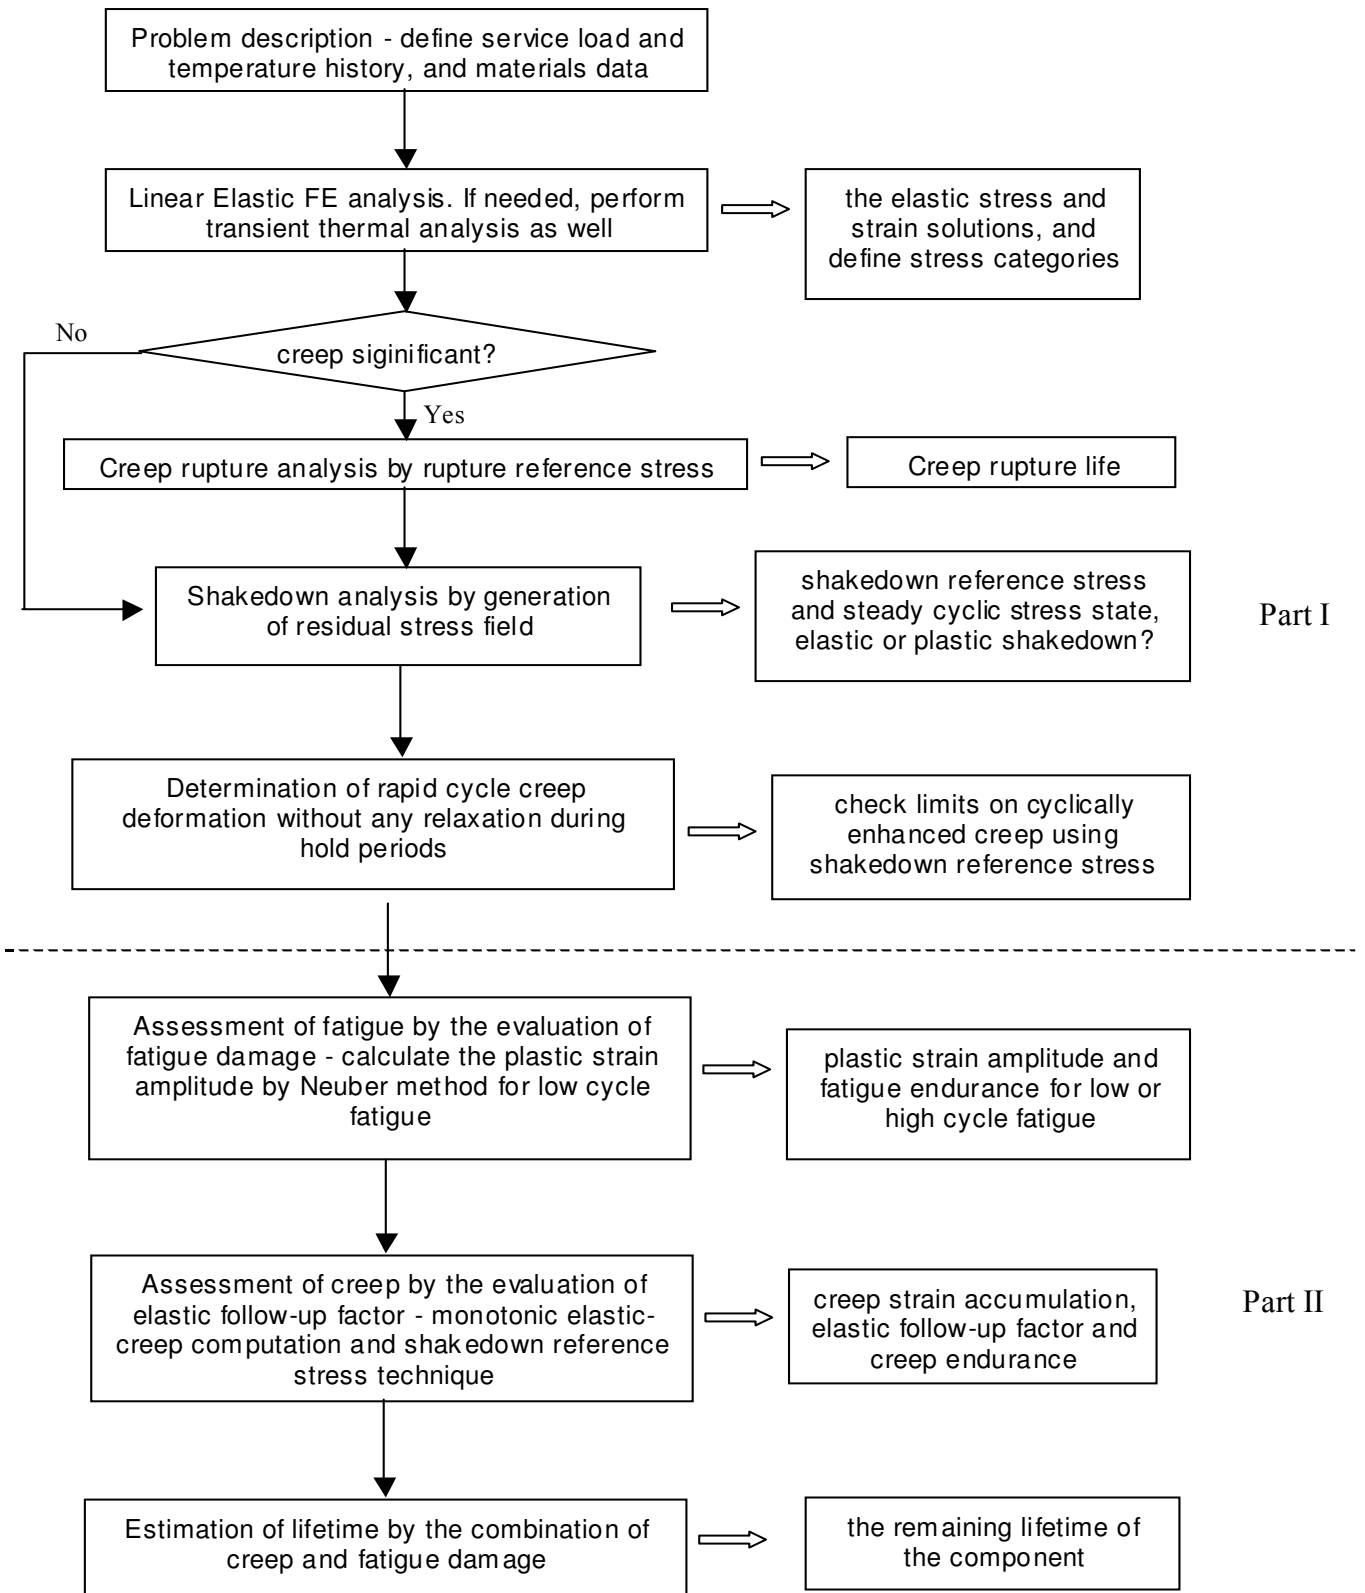 Problem description - define service load and
temperature history, and materials data
Linear Elastic FE analysis. If needed, perform
transient thermal analysis as well
the elastic stress and
strain solutions, and
define stress categories
No
creep siginificant?
Yes
Creep rupture analysis by rupture reference stress
Creep rupture life
Shakedown analysis by generation
of residual stress field
shakedown reference stress
and steady cyclic stress state,
elastic or plastic shakedown?
Part I
Determination of rapid cycle creep
deformation without any relaxation during
hold periods
check limits on cyclically
enhanced creep using
shakedown reference stress
Assessment of fatigue by the evaluation of
fatigue damage - calculate the plastic strain
amplitude by Neuber method for low cycle
fatigue
plastic strain amplitude and
fatigue endurance for low or
high cycle fatigue
Assessment of creep by the evaluation of
elastic follow-up factor - monotonic elastic-
creep computation and shakedown reference
stress technique
creep strain accumulation,
elastic follow-up factor and
creep endurance
Part II
Estimation of lifetime by the combination of
creep and fatigue damage
the remaining lifetime of
the component